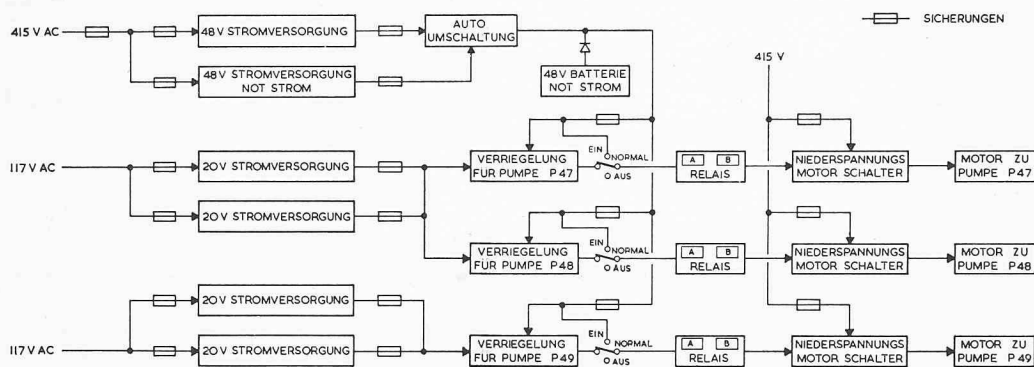 415 V AC
48V STROMVERSORGUNG
AUTO
UMSCHALTUNG
SICHERUNGEN
48V STROMVERSORGUNG
NOT STROM
48V BATTERIE
NOT STROM
415 V
117 V AC
20V STROMVERSORGUNG
VERRIEGELUNG
FÜR PUMPE P47
EIN
NORMAL
AUS
A B
RELAIS
NIEDERSPANNUNGS
MOTOR SCHALTER
MOTOR ZU
PUMPE P47
20V STROMVERSORGUNG
VERRIEGELUNG
FÜR PUMPE P48
EIN
NORMAL
AUS
A B
RELAIS
NIEDERSPANNUNGS
MOTOR SCHALTER
MOTOR ZU
PUMPE P48
20V STROMVERSORGUNG
117 V AC
20V STROMVERSORGUNG
VERRIEGELUNG
FÜR PUMPE P49
EIN
NORMAL
AUS
A B
RELAIS
NIEDERSPANNUNGS
MOTOR SCHALTER
MOTOR ZU
PUMPE P49